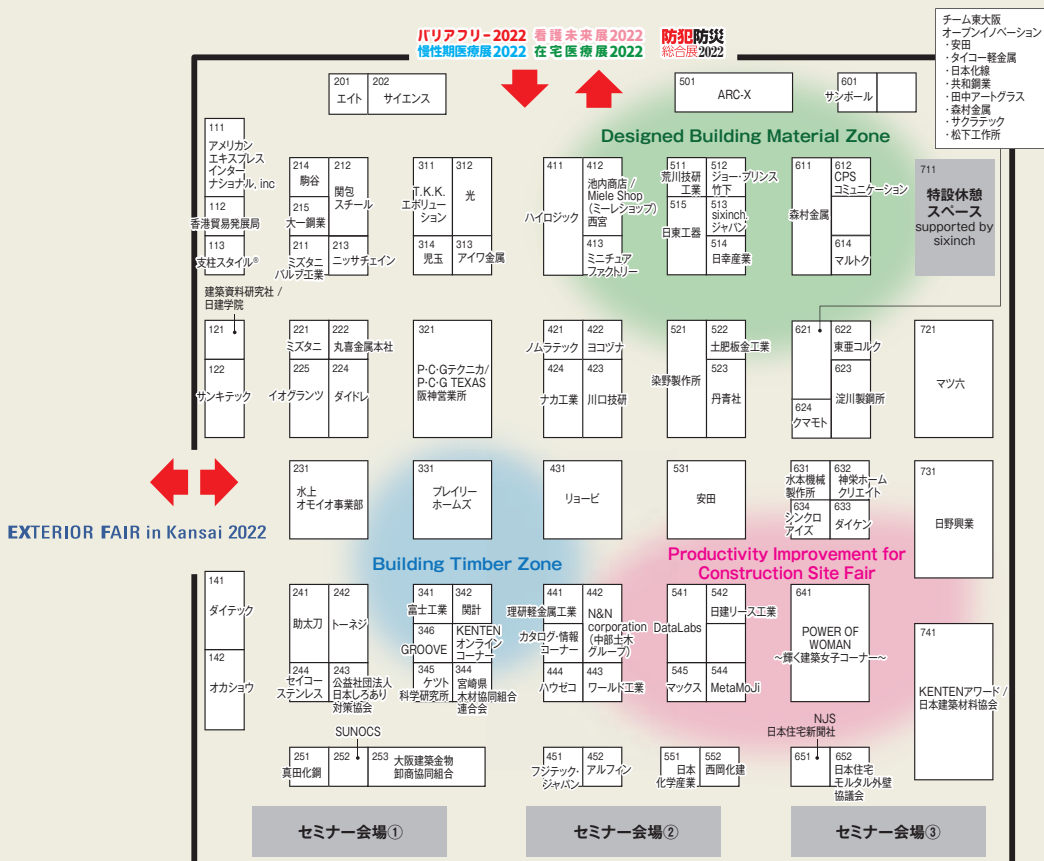 バリアフリー2022 看護未来展2022 防犯防災
慢性期医療展2022 在宅医療展2022 総合展2022
チーム東大阪
オープンイノベーション
・安田
・タイコー軽金属
・日本化線
・共和鋼業
・田中アートグラス
・森村金属
・サクラテック
・松下工作所
201
エイト
202
サイエンス
501
ARC-X
601
サンポール
Designed Building Material Zone
111
アメリカン
エキスプレス
インター
ナショナル, inc
112
香港貿易発展局
113
支柱スタイル®
214
駒谷
212
関包
スチール
215
大一鋼業
211
ミズタニ
バルブ工業
213
ニッサチェイン
311
T.K.K.
エボリュー
ション
312
光
314
児玉
313
アイワ金属
411
ハイロジック
412
池内商店 /
Miele Shop
(ミーレショップ)
西宮
413
ミニチュア
ファクトリー
511
荒川技研
工業
512
ジョー・プリンス
竹下
515
日東工器
513
sixinch.
ジャパン
514
日幸産業
611
森村金属
612
CPS
コミュニケーション
614
マルトク
711
特設休憩
スペース
supported by
sixinch
建築資料研究社 /
日建学院
121
122
サンキテック
221
ミズタニ
222
丸喜金属本社
225
イオグランツ
224
ダイドレ
321
P・C・Gテクニカ/
P・C・G TEXAS
阪神営業所
421
ノムラテック
422
ヨコヅナ
424
ナカ工業
423
川口技研
521
染野製作所
522
土肥板金工業
523
丹青社
621
622
東亜コルク
623
淀川製鋼所
624
クマモト
721
マツ六
231
水上
オモイオ事業部
331
プレイリー
ホームズ
431
リョービ
531
安田
631
水本機械
製作所
632
神栄ホーム
クリエイト
634
シンクロ
アイズ
633
ダイケン
731
日野興業
EXTERIOR FAIR in Kansai 2022
Building Timber Zone
Productivity Improvement for
Construction Site Fair
141
ダイテック
142
オカショウ
241
助太刀
242
トーネジ
244
セイコー
ステンレス
243
公益社団法人
日本しろあり
対策協会
341
富士工業
342
関計
346
GROOVE
KENTEN
オンライン
コーナー
345
ケツト
科学研究所
344
宮崎県
木材協同組合
連合会
441
理研軽金属工業
442
N&N
corporation
(中部土木
グループ)
カタログ・情報
コーナー
444
ハウゼコ
443
ワールド工業
541
DataLabs
542
日建リース工業
545
マックス
544
MetaMoJi
641
POWER OF
WOMAN
～輝く建築女子コーナー～
741
KENTENアワード /
日本建築材料協会
SUNOCS
251
真田化鋼
252
253
大阪建築金物
卸商協同組合
451
フジテック・
ジャパン
452
アルフィン
551
日本
化学産業
552
西岡化建
NJS
日本住宅新聞社
651
652
日本住宅
モルタル外壁
協議会
セミナー会場①
セミナー会場②
セミナー会場③